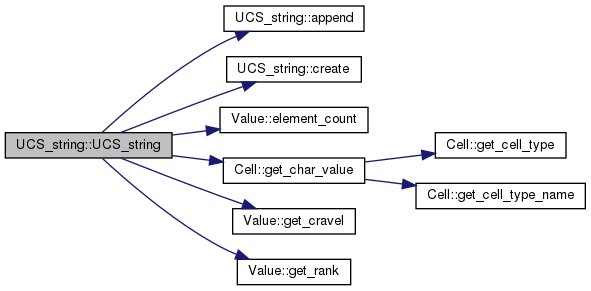 UCS_string::UCS_string
UCS_string::append
UCS_string::create
Value::element_count
Cell::get_char_value
Cell::get_cell_type
Cell::get_cell_type_name
Value::get_cravel
Value::get_rank